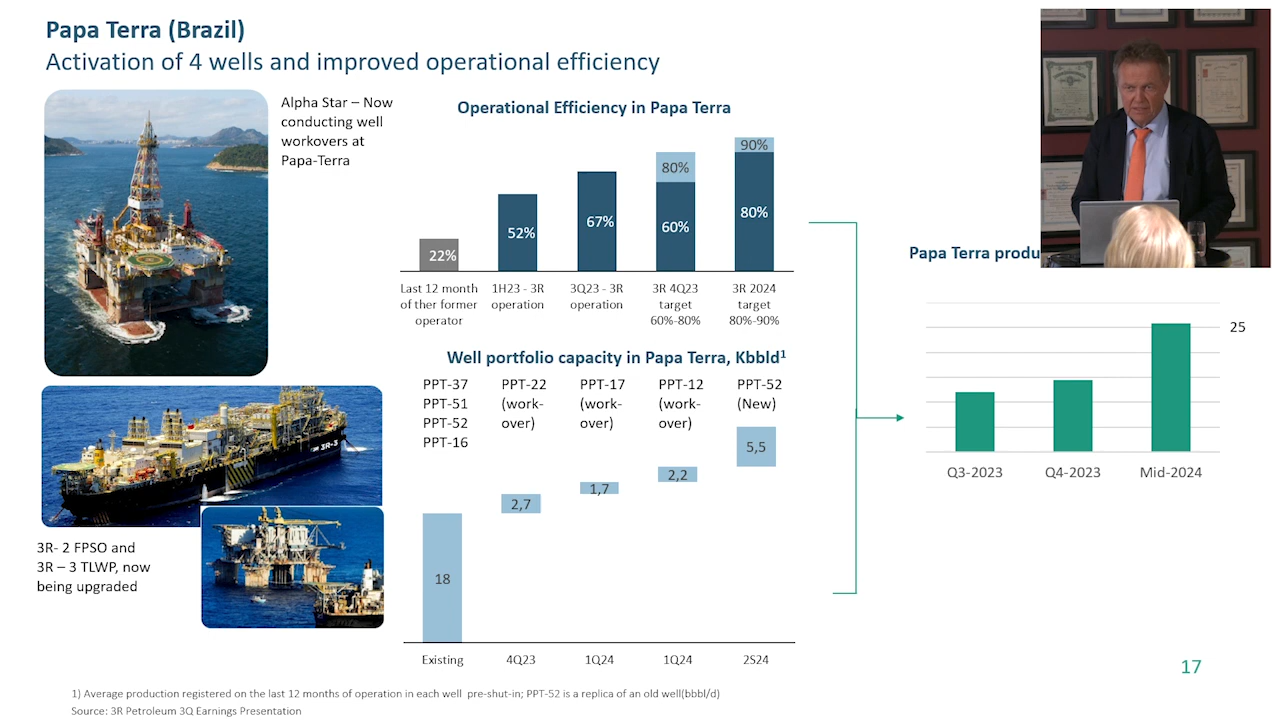 Papa Terra (Brazil)
Activation of 4 wells and improved operational efficiency
Alpha Star – Now
conducting well
workovers at
Papa-Terra
3R-3
3R- 2 FPSO and
3R – 3 TLWP, now
being upgraded
Operational Efficiency in Papa Terra
22%
52%
67%
80%
60%
90%
80%
Last 12 month
of ther former
operator
1H23 - 3R
operation
3Q23 - 3R
operation
3R 4Q23
target
60%-80%
3R 2024
target
80%-90%
Well portfolio capacity in Papa Terra, Kbbld1
PPT-37
PPT-51
PPT-52
PPT-16
PPT-22
(work-
over)
PPT-17
(work-
over)
PPT-12
(work-
over)
PPT-52
(New)
18
2,7
1,7
2,2
5,5
Existing
4Q23
1Q24
1Q24
2S24
Papa Terra produ
25
Q3-2023
Q4-2023
Mid-2024
17
1) Average production registered on the last 12 months of operation in each well pre-shut-in; PPT-52 is a replica of an old well(bbbl/d)
Source: 3R Petroleum 3Q Earnings Presentation